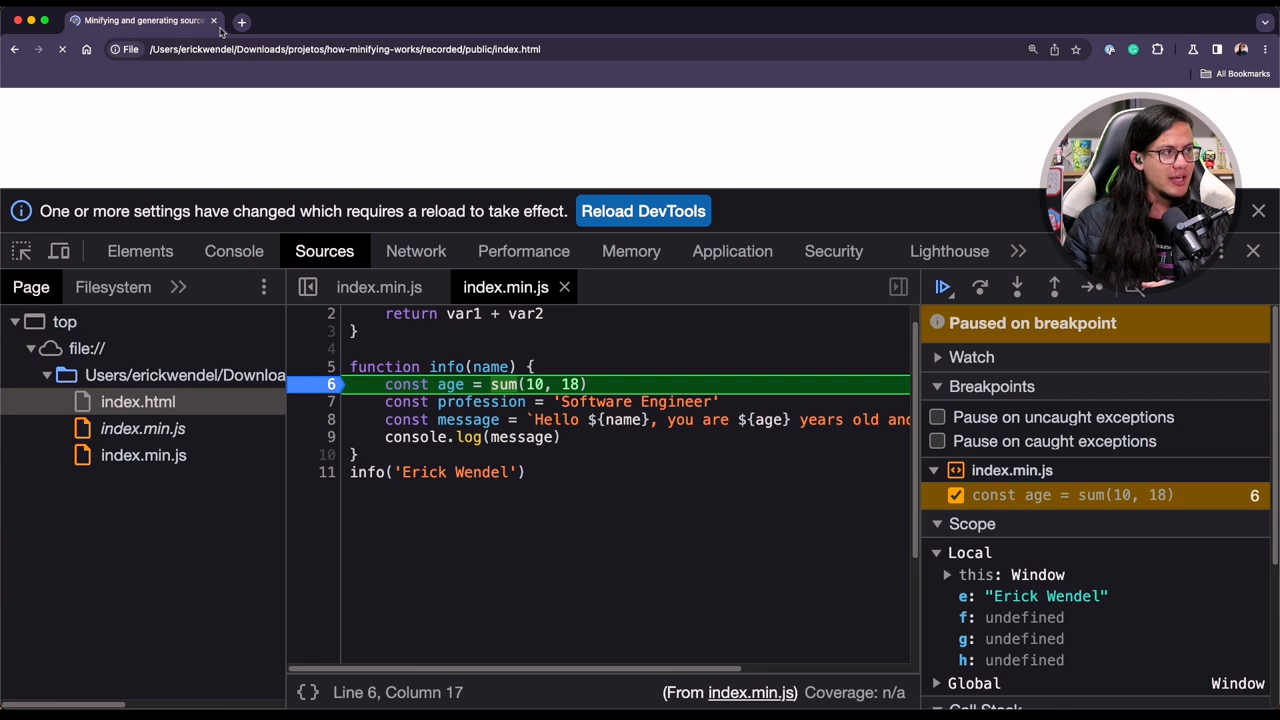 Minifying and generating source
File /Users/erickwendel/Downloads/projetos/how-minifying-works/recorded/public/index.html
All Bookmarks
One or more settings have changed which requires a reload to take effect. Reload DevTools
Elements Console Sources Network Performance Memory Application Security Lighthouse
Page Filesystem
index.min.js index.min.js
top
file://
Users/erickwendel/Downloa
index.html
index.min.js
index.min.js
2 return var1 + var2
3 }
4
5 function info(name) {
6 const age = sum(10, 18)
7 const profession = 'Software Engineer'
8 const message = `Hello ${name}, you are ${age} years old and
9 console.log(message)
10 }
11 info('Erick Wendel')
{} Line 6, Column 17 (From index.min.js) Coverage: n/a
Paused on breakpoint
Watch
Breakpoints
Pause on uncaught exceptions
Pause on caught exceptions
index.min.js
const age = sum(10, 18) 6
Scope
Local
this: Window
e: "Erick Wendel"
f: undefined
g: undefined
h: undefined
Global Window
Call Stack